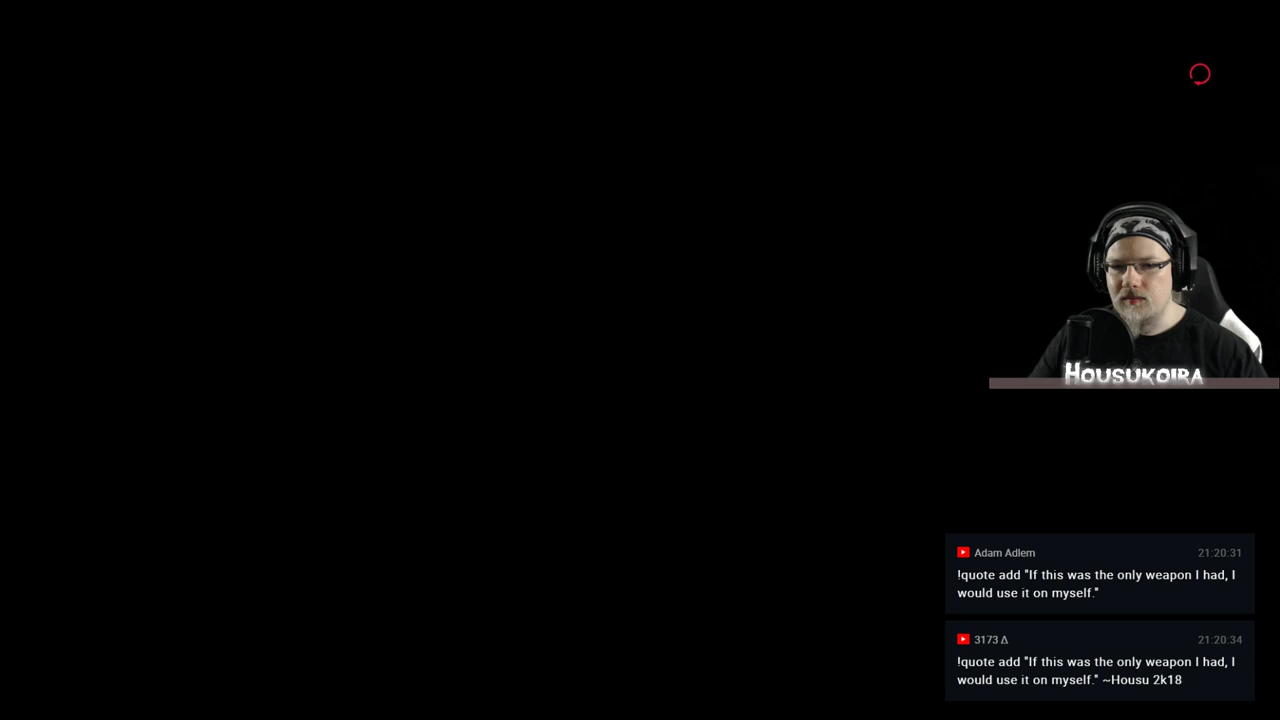 HOUSUKOIRA
Adam Adlem 21:20:31
!quote add "If this was the only weapon I had, I
would use it on myself."
3173 Δ 21:20:34
!quote add "If this was the only weapon I had, I
would use it on myself." ~Housu 2k18